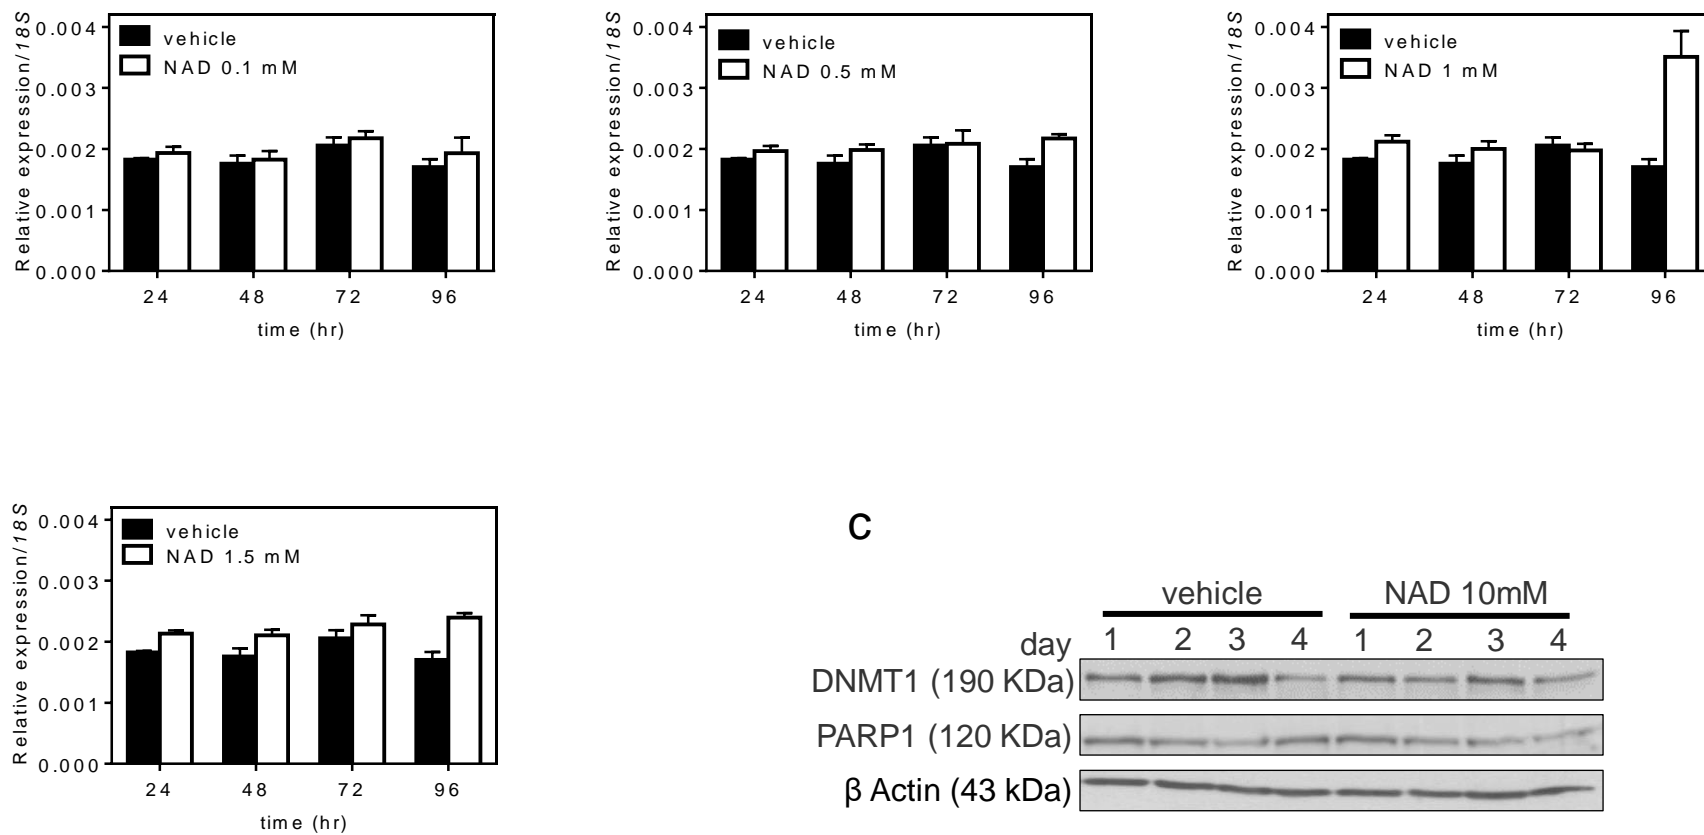 Relative expression/18S
0.004
0.003
0.002
0.001
0.000
vehicle
NAD 0.1 mM
24 48 72 96
time (hr)
Relative expression/18S
0.004
0.003
0.002
0.001
0.000
vehicle
NAD 0.5 mM
24 48 72 96
time (hr)
Relative expression/18S
0.004
0.003
0.002
0.001
0.000
vehicle
NAD 1 mM
24 48 72 96
time (hr)
Relative expression/18S
0.004
0.003
0.002
0.001
0.000
vehicle
NAD 1.5 mM
24 48 72 96
time (hr)
c
vehicle NAD 10mM
day 1 2 3 4 1 2 3 4
DNMT1 (190 KDa)
PARP1 (120 KDa)
β Actin (43 kDa)